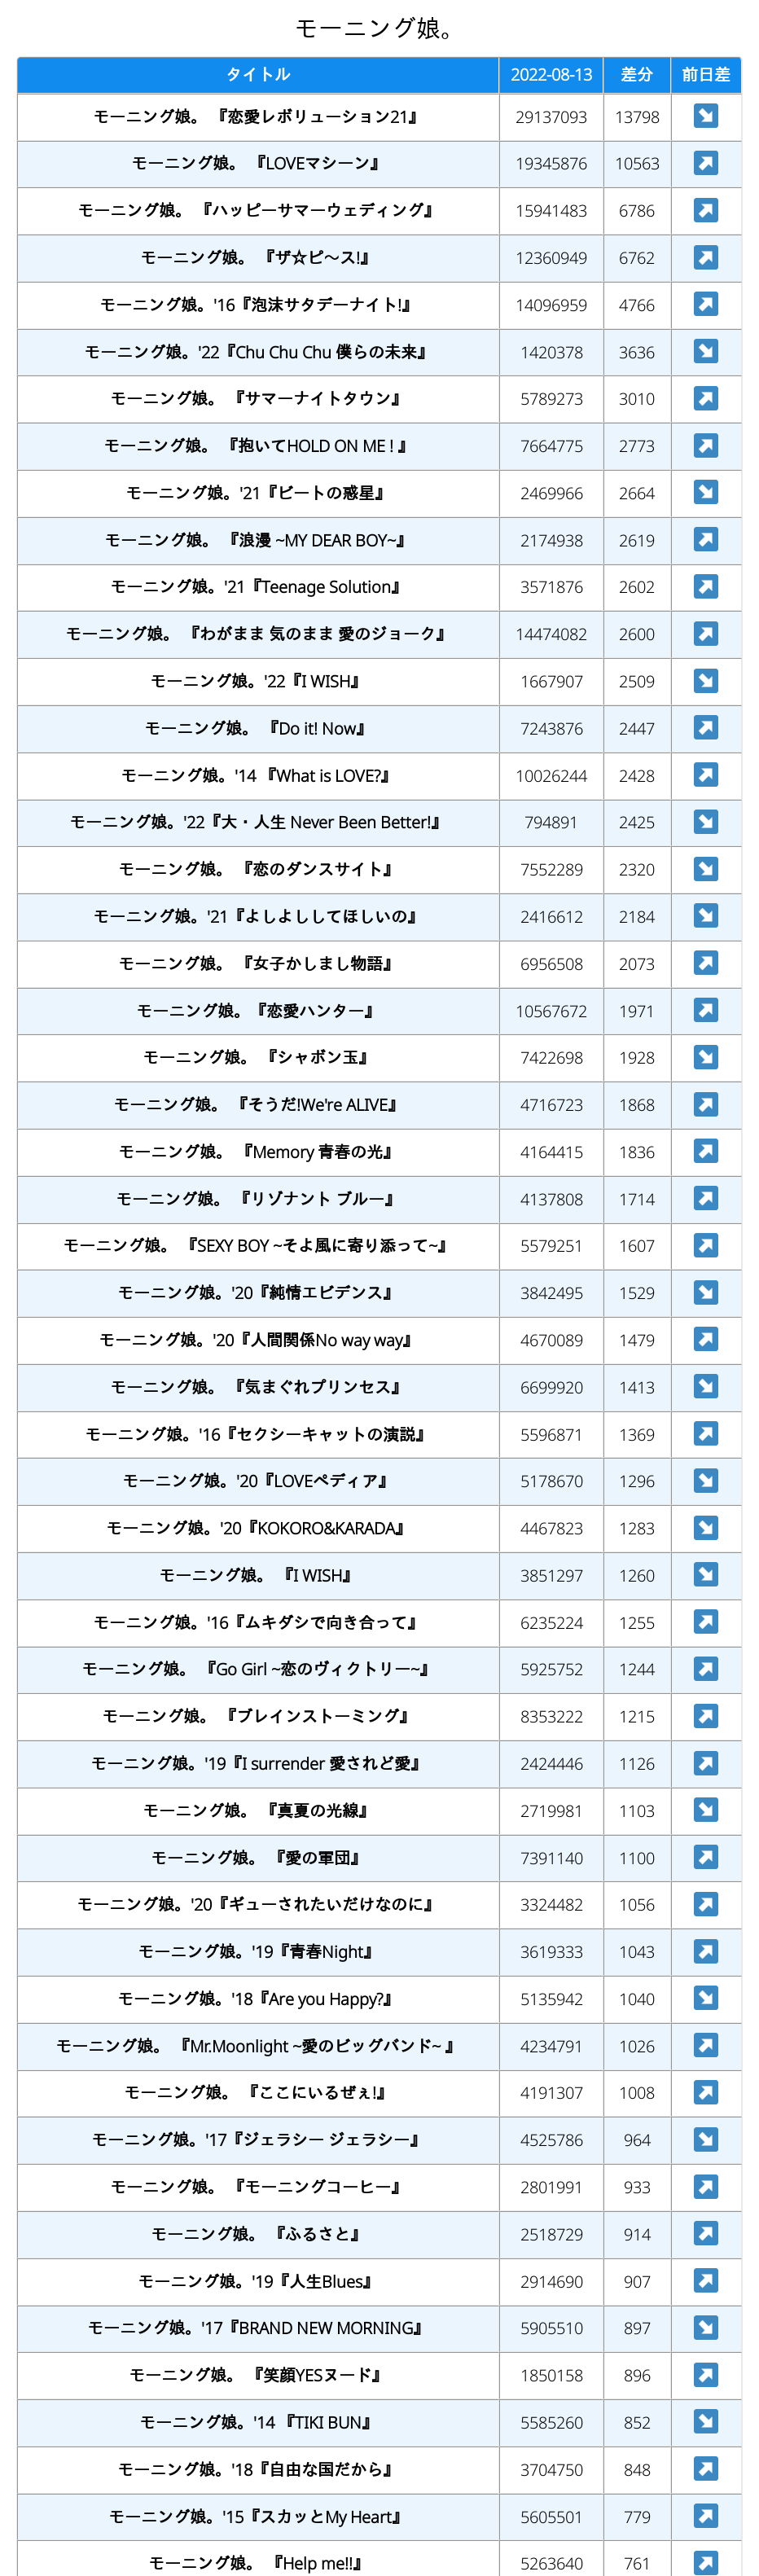 モーニング娘。
タイトル 2022-08-13 差分 前日差
モーニング娘。 『恋愛レボリューション21』 29137093 13798 ↘
モーニング娘。 『LOVEマシーン』 19345876 10563 ↗
モーニング娘。 『ハッピーサマーウェディング』 15941483 6786 ↗
モーニング娘。 『ザ☆ピ〜ス!』 12360949 6762 ↗
モーニング娘。'16『泡沫サタデーナイト!』 14096959 4766 ↗
モーニング娘。'22『Chu Chu Chu 僕らの未来』 1420378 3636 ↘
モーニング娘。 『サマーナイトタウン』 5789273 3010 ↗
モーニング娘。 『抱いてHOLD ON ME ! 』 7664775 2773 ↗
モーニング娘。'21『ビートの惑星』 2469966 2664 ↘
モーニング娘。 『浪漫 ~MY DEAR BOY~』 2174938 2619 ↗
モーニング娘。'21『Teenage Solution』 3571876 2602 ↗
モーニング娘。 『わがまま 気のまま 愛のジョーク』 14474082 2600 ↗
モーニング娘。'22『I WISH』 1667907 2509 ↘
モーニング娘。 『Do it! Now』 7243876 2447 ↗
モーニング娘。'14 『What is LOVE?』 10026244 2428 ↗
モーニング娘。'22『大・人生 Never Been Better!』 794891 2425 ↘
モーニング娘。 『恋のダンスサイト』 7552289 2320 ↘
モーニング娘。'21『よしよししてほしいの』 2416612 2184 ↘
モーニング娘。 『女子かしまし物語』 6956508 2073 ↗
モーニング娘。『恋愛ハンター』 10567672 1971 ↗
モーニング娘。 『シャボン玉』 7422698 1928 ↘
モーニング娘。 『そうだ!We're ALIVE』 4716723 1868 ↗
モーニング娘。 『Memory 青春の光』 4164415 1836 ↗
モーニング娘。 『リゾナント ブルー』 4137808 1714 ↗
モーニング娘。 『SEXY BOY ~そよ風に寄り添って~』 5579251 1607 ↗
モーニング娘。'20『純情エビデンス』 3842495 1529 ↘
モーニング娘。'20『人間関係No way way』 4670089 1479 ↗
モーニング娘。 『気まぐれプリンセス』 6699920 1413 ↘
モーニング娘。'16『セクシーキャットの演説』 5596871 1369 ↗
モーニング娘。'20『LOVEペディア』 5178670 1296 ↘
モーニング娘。'20『KOKORO&KARADA』 4467823 1283 ↘
モーニング娘。 『I WISH』 3851297 1260 ↘
モーニング娘。'16『ムキダシで向き合って』 6235224 1255 ↗
モーニング娘。 『Go Girl ~恋のヴィクトリー~』 5925752 1244 ↗
モーニング娘。 『ブレインストーミング』 8353222 1215 ↗
モーニング娘。'19『I surrender 愛されど愛』 2424446 1126 ↗
モーニング娘。 『真夏の光線』 2719981 1103 ↘
モーニング娘。 『愛の軍団』 7391140 1100 ↗
モーニング娘。'20『ギューされたいだけなのに』 3324482 1056 ↗
モーニング娘。'19『青春Night』 3619333 1043 ↗
モーニング娘。'18『Are you Happy?』 5135942 1040 ↘
モーニング娘。 『Mr.Moonlight ~愛のビッグバンド~ 』 4234791 1026 ↗
モーニング娘。 『ここにいるぜぇ!』 4191307 1008 ↗
モーニング娘。'17『ジェラシー ジェラシー』 4525786 964 ↘
モーニング娘。 『モーニングコーヒー』 2801991 933 ↗
モーニング娘。 『ふるさと』 2518729 914 ↗
モーニング娘。'19『人生Blues』 2914690 907 ↗
モーニング娘。'17『BRAND NEW MORNING』 5905510 897 ↘
モーニング娘。 『笑顔YESヌード』 1850158 896 ↗
モーニング娘。'14 『TIKI BUN』 5585260 852 ↘
モーニング娘。'18『自由な国だから』 3704750 848 ↗
モーニング娘。'15『スカッとMy Heart』 5605501 779 ↗
モーニング娘。 『Help me!!』 5263640 761 ↗